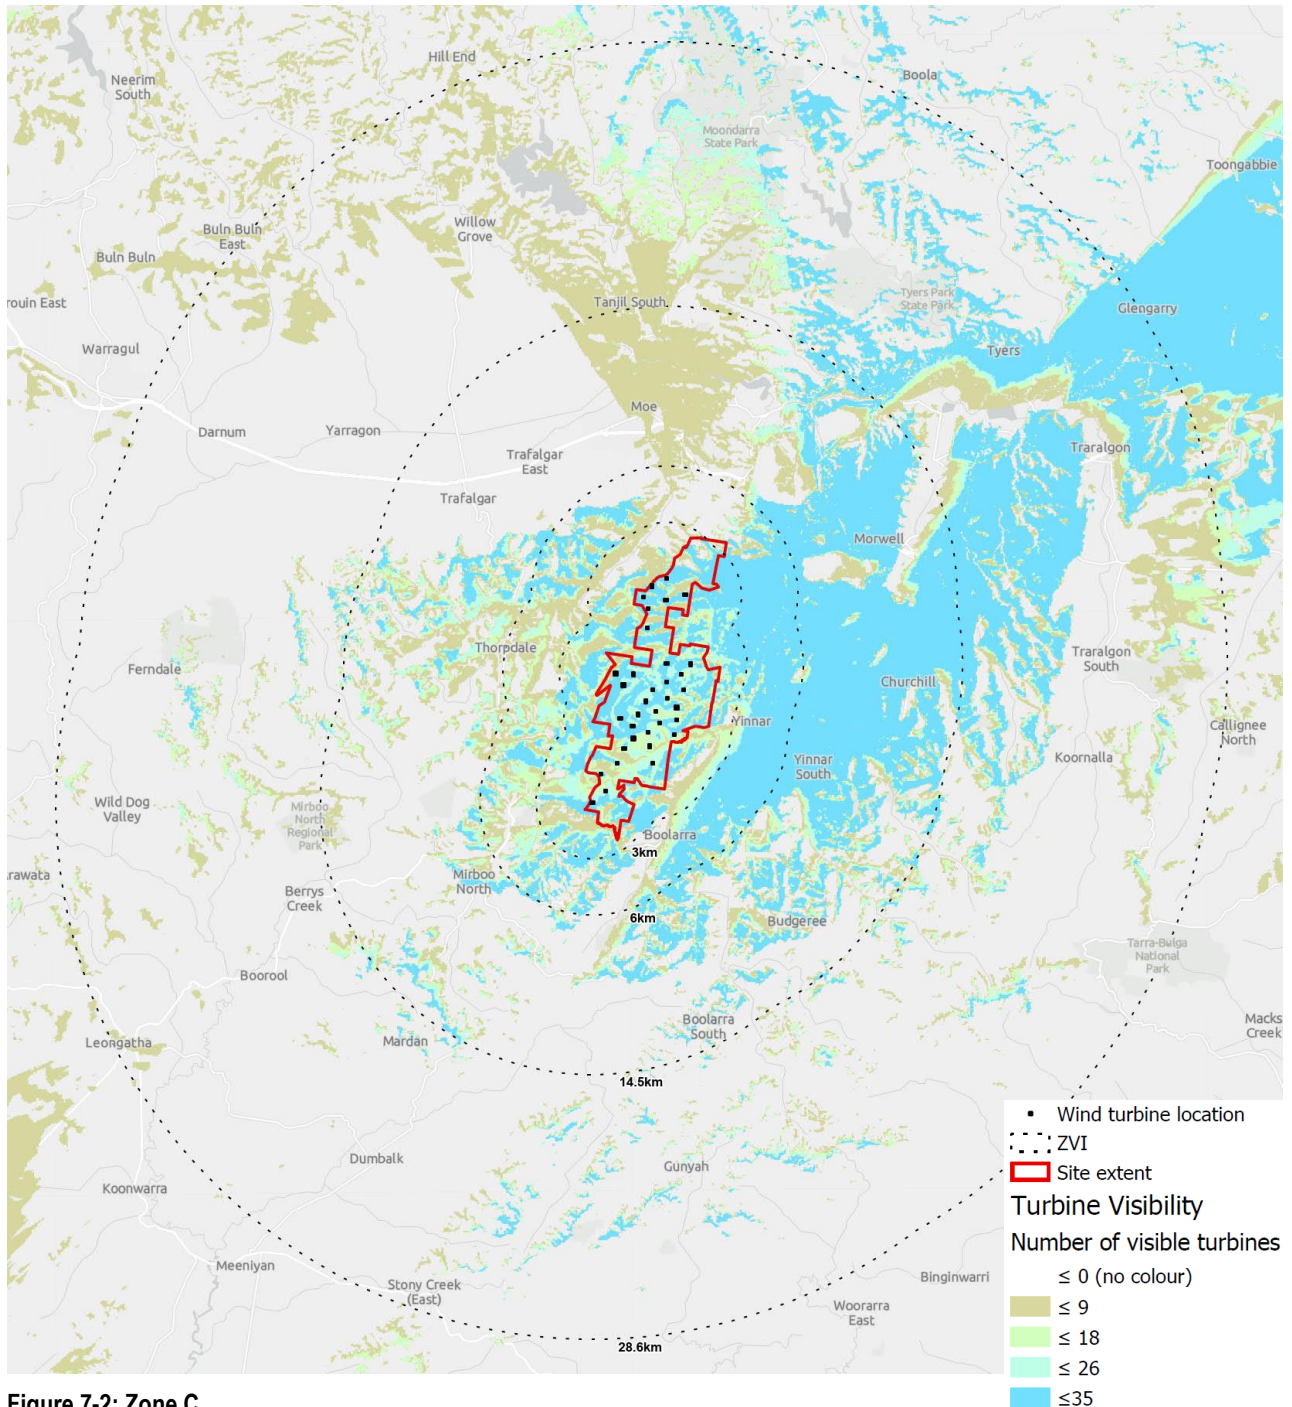 Hill End
Neerim
South
Boola
Moondarra
State Park
Toongabbie
Willow
Grove
Buln Buln
East
Buln Buln
Tyers Park
State Park
rouin East
Tanjil South
Glengarry
Warragul
Tyers
Moe
Darnum
Yarragon
Trafalgar
East
Traralgon
Trafalgar
Morwell
Thorpdale
Ferndale
Traralgon
South
Churchill
Yinnar
Callignee
North
Koornalla
Yinnar
South
Wild Dog
Valley
Mirboo
North
Regional
Park
Boolarra
3km
rawata
Mirboo
North
Berrys
Creek
6km
Budgeree
Tarra-Bulga
National
Park
Boorool
Boolarra
South
Macks
Creek
Leongatha
Mardan
14.5km
Dumbalk
Gunyah
Koonwarra
Meeniyan
Stony Creek
(East)
Binginwarri
Woorarra
East
28.6km
Wind turbine location
ZVI
Site extent
Turbine Visibility
Number of visible turbines
≤ 0 (no colour)
≤ 9
≤ 18
≤ 26
≤35
Figure 7-2: Zone C